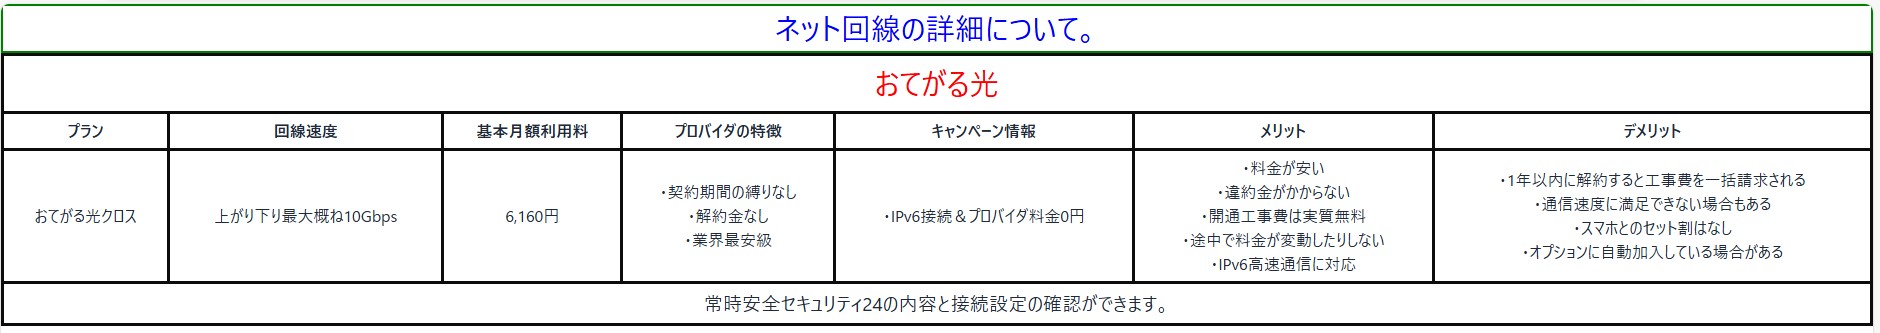 ネット回線の詳細について。
おてがる光
プラン
回線速度
基本月額利用料
プロバイダの特徴
キャンペーン情報
メリット
デメリット
おてがる光クロス
上がり下り最大概ね10Gbps
6,160円
・契約期間の縛りなし
・解約金なし
・業界最安級
・IPv6接続＆プロバイダ料金0円
・料金が安い
・違約金がかからない
・開通工事費は実質無料
・途中で料金が変動したりしない
・IPv6高速通信に対応
・1年以内に解約すると工事費を一括請求される
・通信速度に満足できない場合もある
・スマホとのセット割はなし
・オプションに自動加入している場合がある
常時安全セキュリティ24の内容と接続設定の確認ができます。